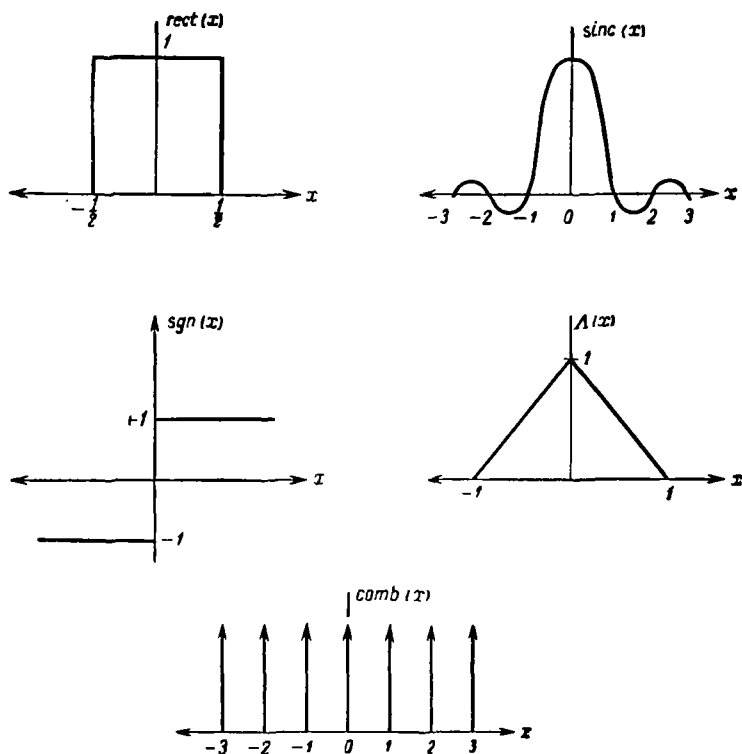 rect (x)
1
-1/2
1/2
x
sinc (x)
-3 -2 -1 0 1 2 3
x
sgn (x)
+1
-1
x
Λ(x)
1
-1
1
x
comb (x)
-3 -2 -1 0 1 2 3
x